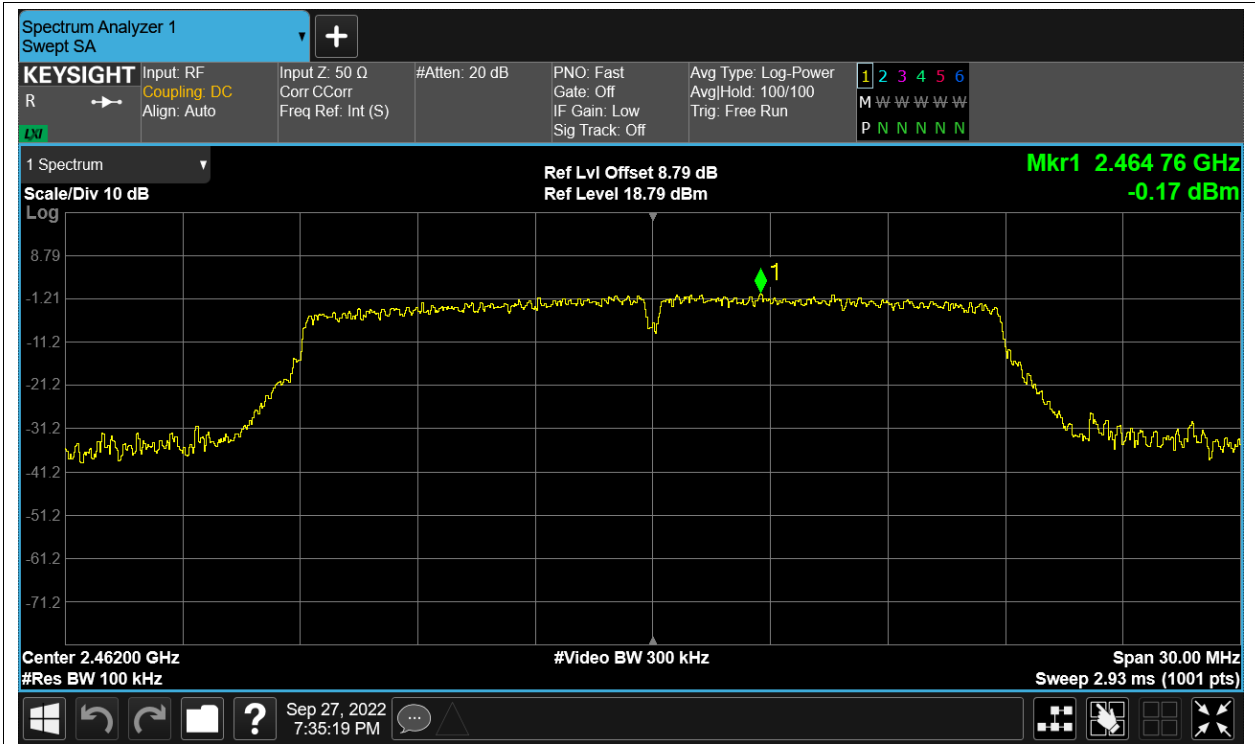 Spectrum Analyzer 1
Swept SA
KEYSIGHT
R
LXI
Input: RF
Coupling: DC
Align: Auto
Input Z: 50 Ω
Corr CCorr
Freq Ref: Int (S)
#Atten: 20 dB
PNO: Fast
Gate: Off
IF Gain: Low
Sig Track: Off
Avg Type: Log-Power
Avg|Hold: 100/100
Trig: Free Run
1 2 3 4 5 6
M W W W W W
P N N N N N
1 Spectrum
Scale/Div 10 dB
Log
Ref Lvl Offset 8.79 dB
Ref Level 18.79 dBm
Mkr1 2.464 76 GHz
-0.17 dBm
1
8.79
-1.21
-11.2
-21.2
-31.2
-41.2
-51.2
-61.2
-71.2
Center 2.46200 GHz
#Video BW 300 kHz
Span 30.00 MHz
#Res BW 100 kHz
Sweep 2.93 ms (1001 pts)
?
Sep 27, 2022
7:35:19 PM